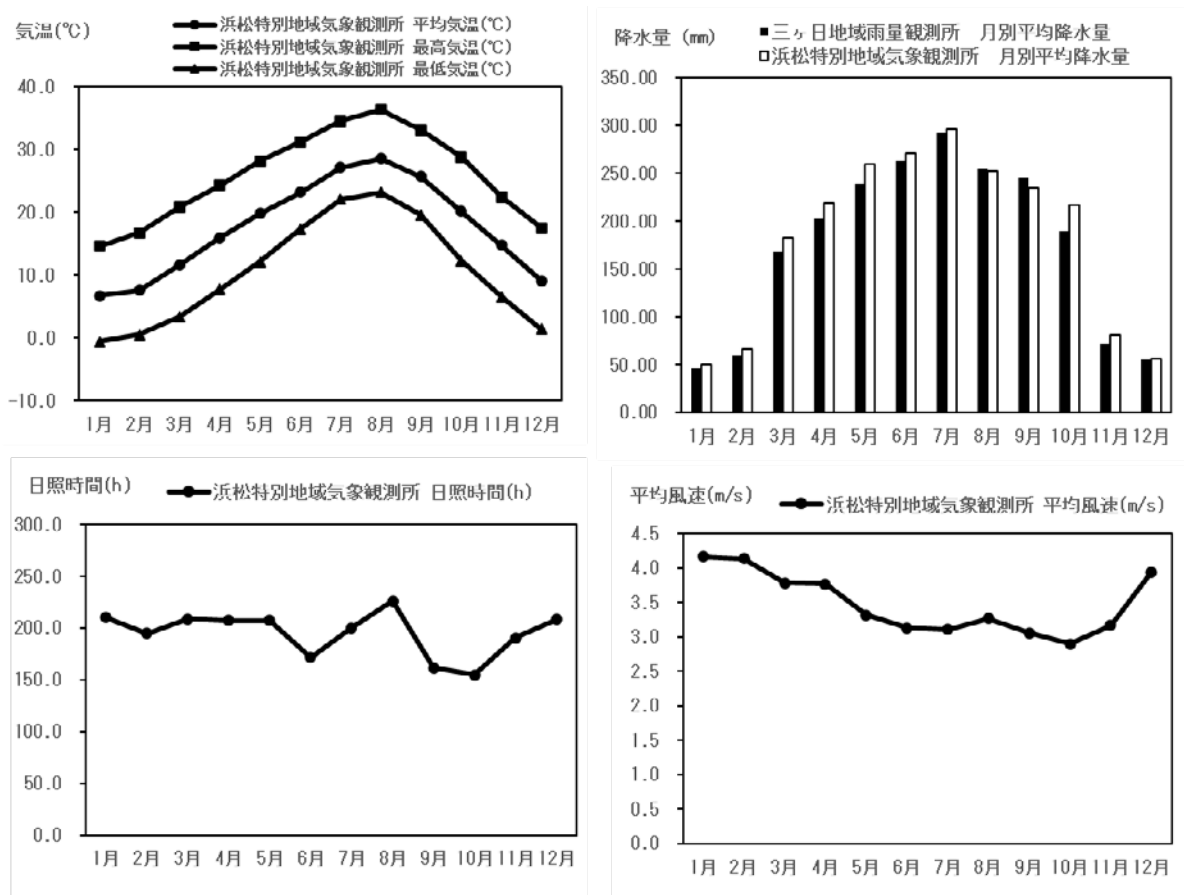 気温(℃)
浜松特別地域気象観測所 平均気温(℃)
浜松特別地域気象観測所 最高気温(℃)
浜松特別地域気象観測所 最低気温(℃)
40.0
30.0
20.0
10.0
0.0
-10.0
1月 2月 3月 4月 5月 6月 7月 8月 9月 10月 11月 12月
降水量 (mm)
三ヶ日地域雨量観測所 月別平均降水量
浜松特別地域気象観測所 月別平均降水量
350.00
300.00
250.00
200.00
150.00
100.00
50.00
0.00
1月 2月 3月 4月 5月 6月 7月 8月 9月 10月 11月 12月
日照時間(h)
浜松特別地域気象観測所 日照時間(h)
300.0
250.0
200.0
150.0
100.0
50.0
0.0
1月 2月 3月 4月 5月 6月 7月 8月 9月 10月 11月 12月
平均風速(m/s)
浜松特別地域気象観測所 平均風速(m/s)
4.5
4.0
3.5
3.0
2.5
2.0
1.5
1.0
0.5
0.0
1月 2月 3月 4月 5月 6月 7月 8月 9月 10月 11月 12月